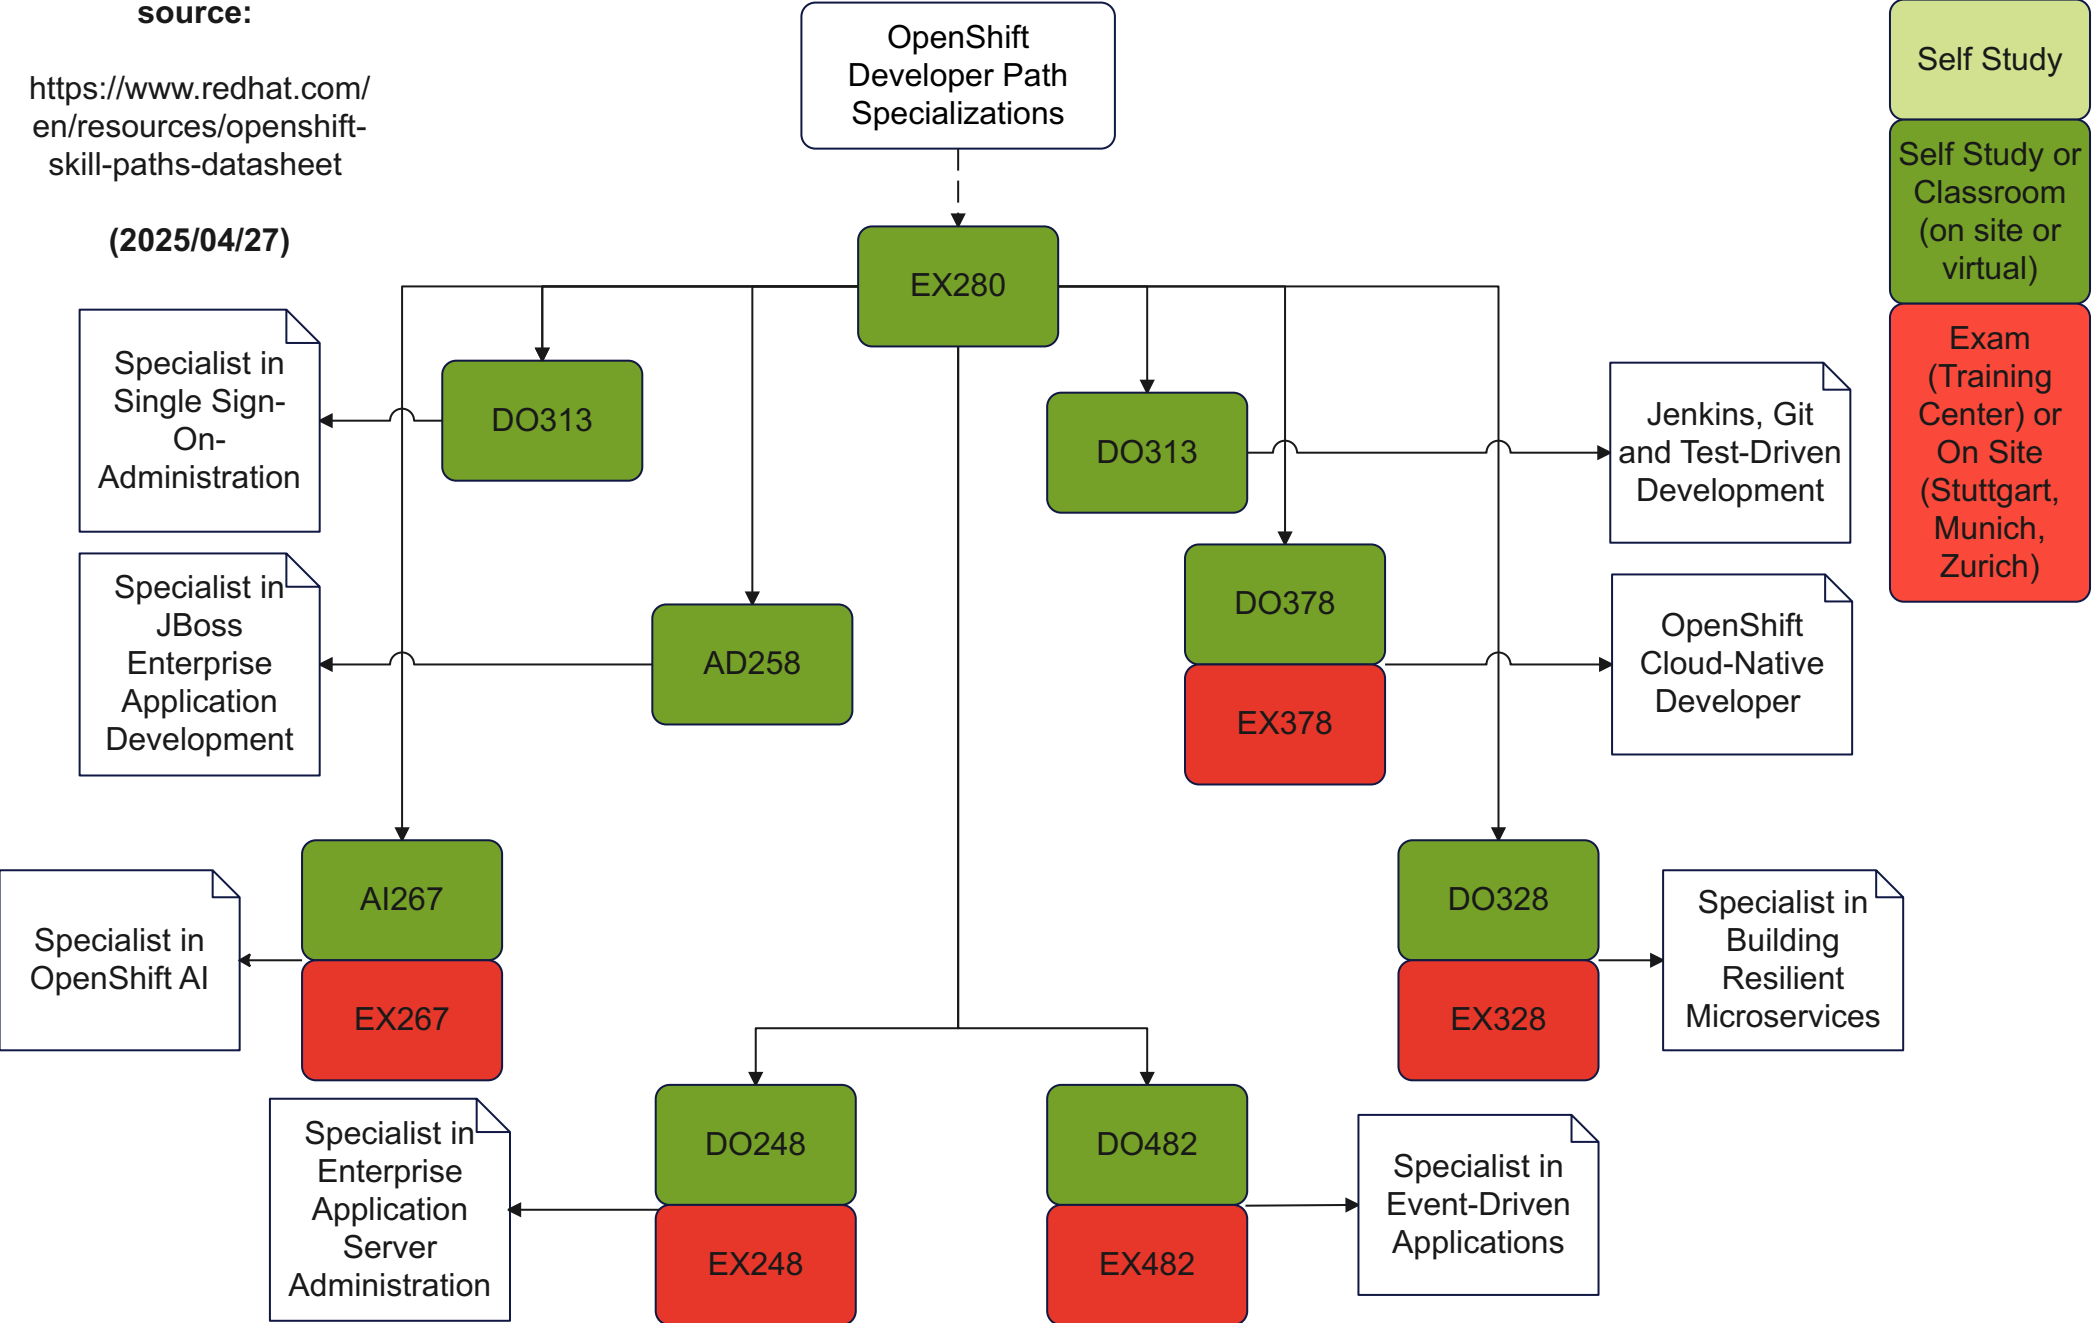 source:
https://www.redhat.com/
en/resources/openshift-
skill-paths-datasheet
(2025/04/27)
OpenShift
Developer Path
Specializations
Self Study
Self Study or
Classroom
(on site or
virtual)
Exam
(Training
Center) or
On Site
(Stuttgart,
Munich,
Zurich)
EX280
Specialist in
Single Sign-
On-
Administration
DO313
DO313
Jenkins, Git
and Test-Driven
Development
Specialist in
JBoss
Enterprise
Application
Development
AD258
DO378
EX378
OpenShift
Cloud-Native
Developer
Specialist in
OpenShift AI
AI267
EX267
DO328
EX328
Specialist in
Building
Resilient
Microservices
Specialist in
Enterprise
Application
Server
Administration
DO248
EX248
DO482
EX482
Specialist in
Event-Driven
Applications